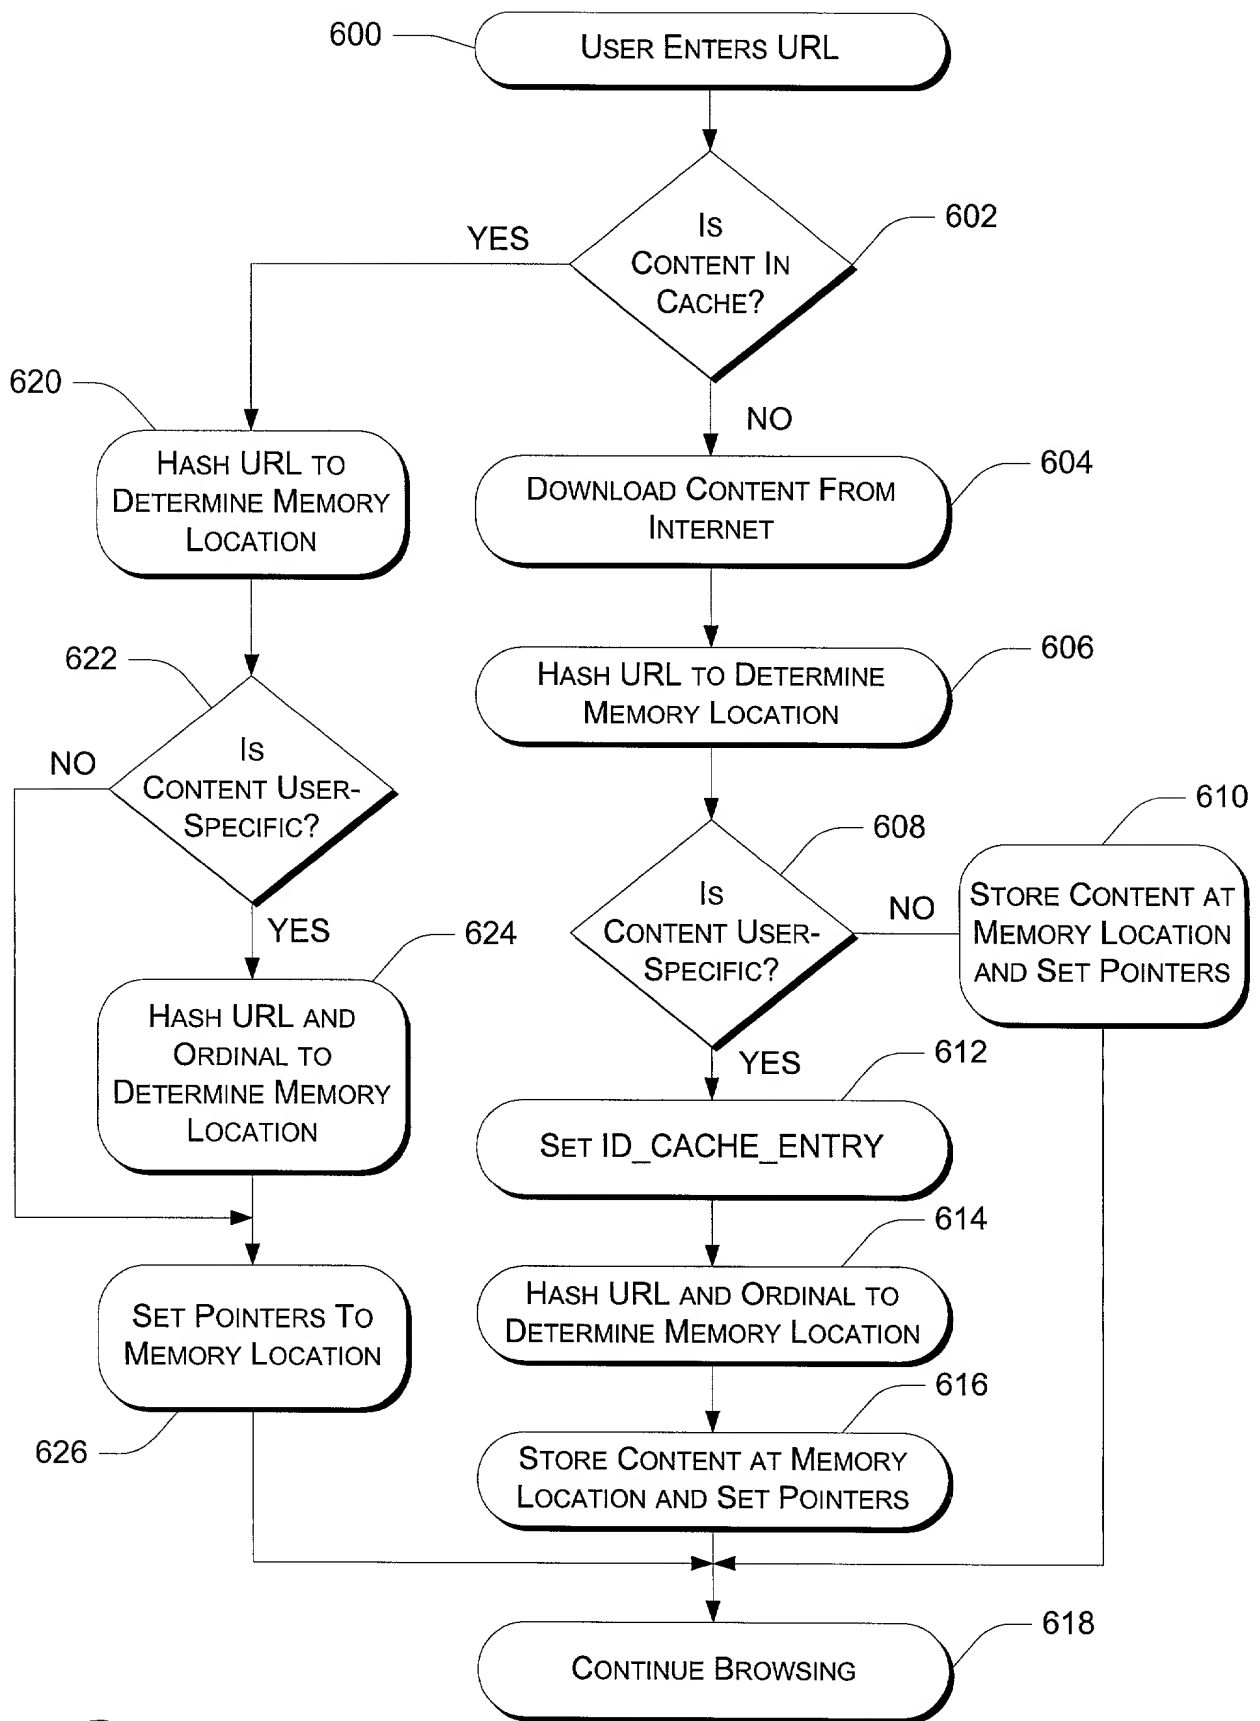 600
USER ENTERS URL
602
IS
CONTENT IN
CACHE?
YES
NO
620
HASH URL TO
DETERMINE MEMORY
LOCATION
604
DOWNLOAD CONTENT FROM
INTERNET
606
HASH URL TO DETERMINE
MEMORY LOCATION
622
IS
CONTENT USER-
SPECIFIC?
NO
YES
608
IS
CONTENT USER-
SPECIFIC?
NO
YES
610
STORE CONTENT AT
MEMORY LOCATION
AND SET POINTERS
624
HASH URL AND
ORDINAL TO
DETERMINE MEMORY
LOCATION
612
SET ID_CACHE_ENTRY
614
HASH URL AND ORDINAL TO
DETERMINE MEMORY LOCATION
SET POINTERS TO
MEMORY LOCATION
626
616
STORE CONTENT AT MEMORY
LOCATION AND SET POINTERS
618
CONTINUE BROWSING